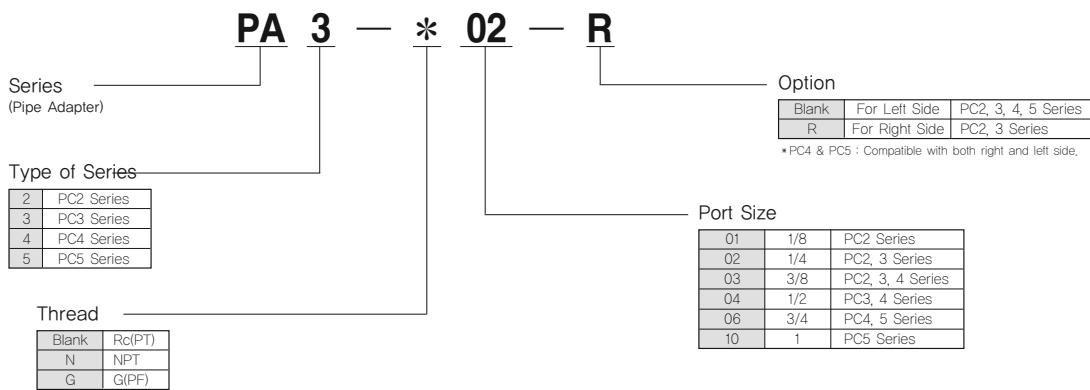 PA 3 — * 02 — R
Series
(Pipe Adapter)
Option
Blank For Left Side PC2, 3, 4, 5 Series
R For Right Side PC2, 3 Series
*PC4 & PC5 : Compatible with both right and left side.
Type of Series
2 PC2 Series
3 PC3 Series
4 PC4 Series
5 PC5 Series
Port Size
01 1/8 PC2 Series
02 1/4 PC2, 3 Series
03 3/8 PC2, 3, 4 Series
04 1/2 PC3, 4 Series
06 3/4 PC4, 5 Series
10 1 PC5 Series
Thread
Blank Rc(PT)
N NPT
G G(PF)